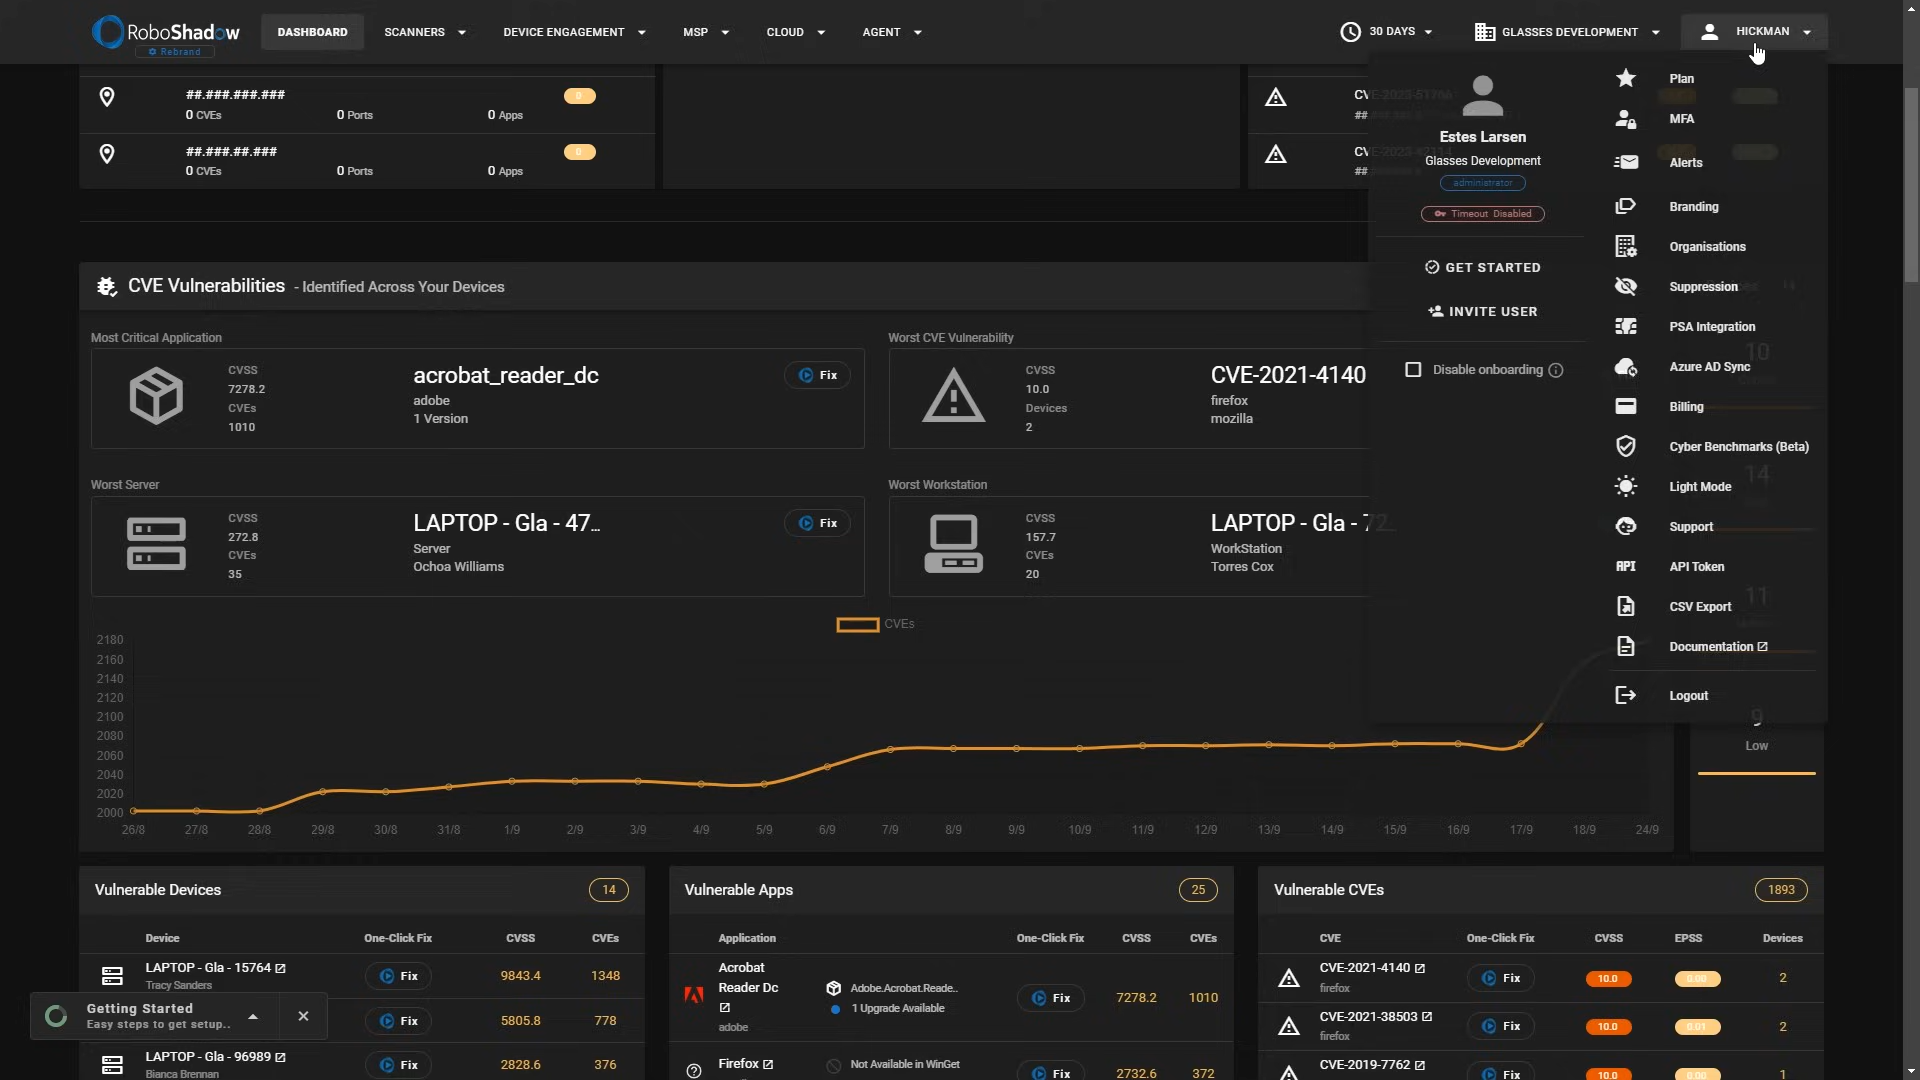 RoboShadow
Rebrand
DASHBOARD
SCANNERS
DEVICE ENGAGEMENT
MSP
CLOUD
AGENT
30 DAYS
GLASSES DEVELOPMENT
HICKMAN
##.###.###.###
0
0 CVEs
0 Ports
0 Apps
##.###.##.###
0
0 CVEs
0 Ports
0 Apps
Estes Larsen
Glasses Development
administrator
Timeout Disabled
GET STARTED
INVITE USER
Disable onboarding
Plan
MFA
Alerts
Branding
Organisations
Suppression
PSA Integration
Azure AD Sync
Billing
Cyber Benchmarks (Beta)
Light Mode
Support
API
API Token
CSV Export
Documentation
Logout
10
14
11
9
Low
CVE Vulnerabilities - Identified Across Your Devices
Most Critical Application
CVSS
7278.2
CVEs
1010
acrobat_reader_dc
adobe
1 Version
Fix
Worst CVE Vulnerability
CVSS
10.0
Devices
2
CVE-2021-4140
firefox
mozilla
Worst Server
CVSS
272.8
CVEs
35
LAPTOP - Gla - 47...
Server
Ochoa Williams
Fix
Worst Workstation
CVSS
157.7
CVEs
20
LAPTOP - Gla - 72...
WorkStation
Torres Cox
CVEs
2180
2160
2140
2120
2100
2080
2060
2040
2020
2000
26/8 27/8 28/8 29/8 30/8 31/8 1/9 2/9 3/9 4/9 5/9 6/9 7/9 8/9 9/9 10/9 11/9 12/9 13/9 14/9 15/9 16/9 17/9 18/9 24/9
Vulnerable Devices 14
Device One-Click Fix CVSS CVEs
LAPTOP - Gla - 15764
Tracy Sanders
Fix 9843.4 1348
Fix 5805.8 778
LAPTOP - Gla - 96989
Bianca Brennan
Fix 2828.6 376
Getting Started
Easy steps to get setup..
Vulnerable Apps 25
Application One-Click Fix CVSS CVEs
Acrobat
Reader Dc
adobe
Adobe.Acrobat.Reade..
1 Upgrade Available
Fix 7278.2 1010
Firefox
Not Available in WinGet
Fix 2732.6 372
Vulnerable CVEs 1893
CVE One-Click Fix CVSS EPSS Devices
CVE-2021-4140
firefox
Fix 10.0 0.00 2
CVE-2021-38503
firefox
Fix 10.0 0.01 2
CVE-2019-7762
Fix 10.0 0.00 1